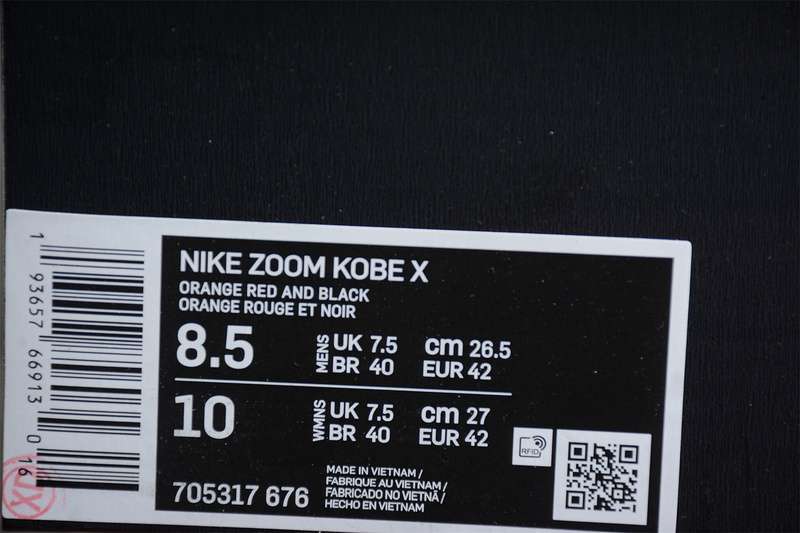 NIKE ZOOM KOBE X
ORANGE RED AND BLACK
ORANGE ROUGE ET NOIR
8.5 MENS UK 7.5 cm 26.5
BR 40 EUR 42
10 WMNS UK 7.5 cm 27
BR 40 EUR 42
RFID
705317 676
MADE IN VIETNAM /
FABRIQUE AU VIETNAM /
FABRICADO NO VIETNÃ /
HECHO EN VIETNAM
1 93657 66913 0 16
XP